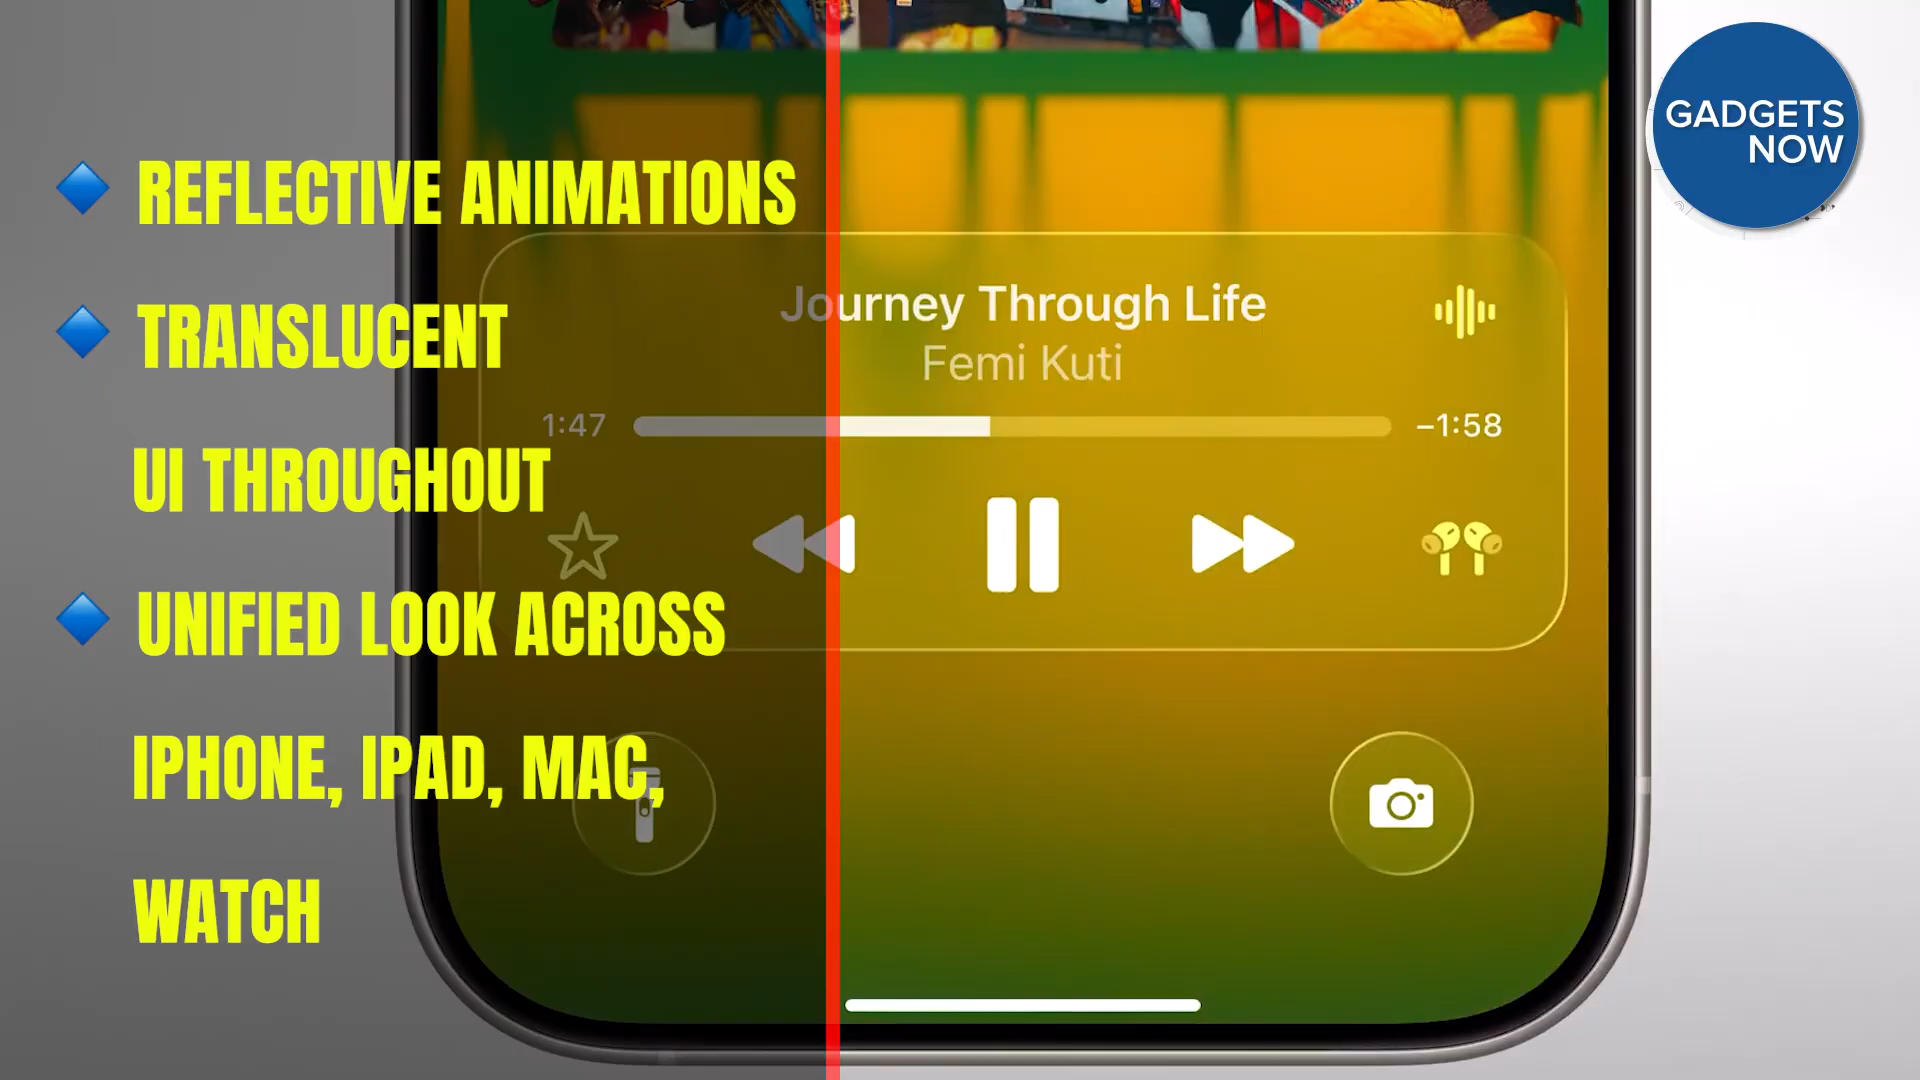 REFLECTIVE ANIMATIONS
TRANSLUCENT
UI THROUGHOUT
UNIFIED LOOK ACROSS
IPHONE, IPAD, MAC,
WATCH
Journey Through Life
Femi Kuti
1:47
–1:58
GADGETS
NOW